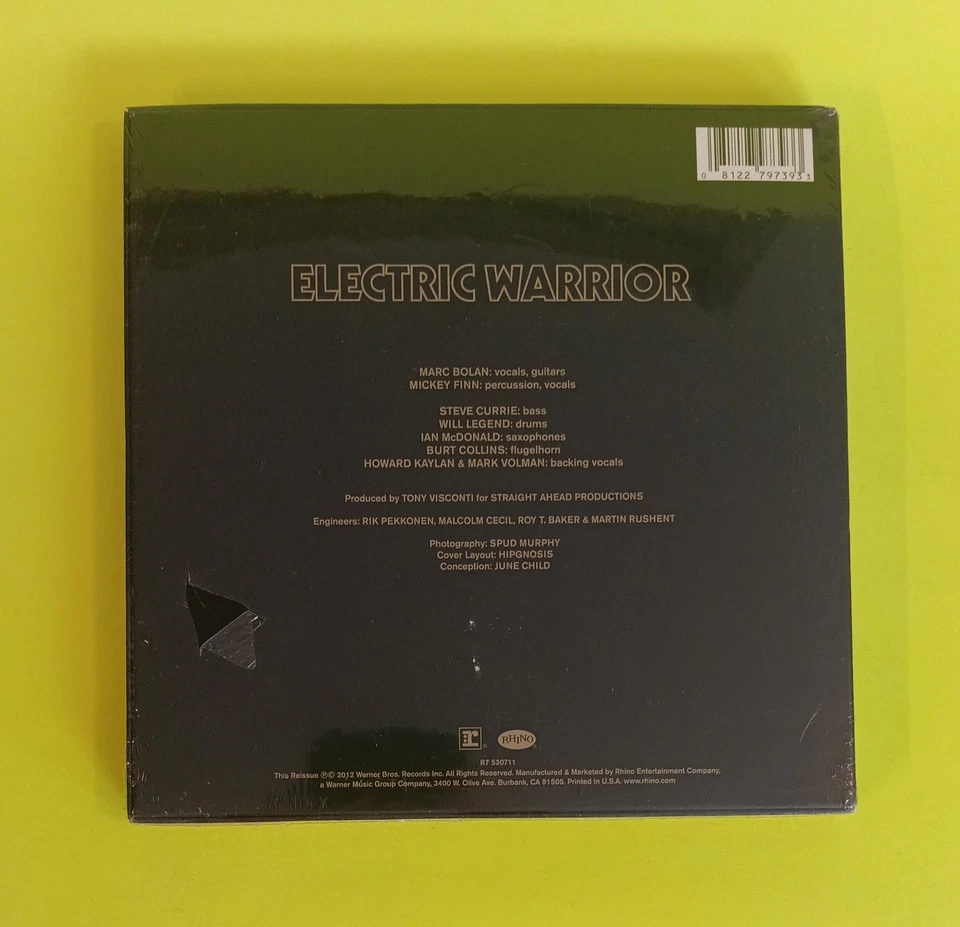 0 8122 797393 3
ELECTRIC WARRIOR
MARC BOLAN: vocals, guitars
MICKEY FINN: percussion, vocals
STEVE CURRIE: bass
WILL LEGEND: drums
IAN McDONALD: saxophones
BURT COLLINS: flugelhorn
HOWARD KAYLAN & MARK VOLMAN: backing vocals
Produced by TONY VISCONTI for STRAIGHT AHEAD PRODUCTIONS
Engineers: RIK PEKKONEN, MALCOLM CECIL, ROY T. BAKER & MARTIN RUSHENT
Photography: SPUD MURPHY
Cover Layout: HIPGNOSIS
Conception: JUNE CHILD
r RHINO
R7 530711
This Reissue ℗© 2012 Warner Bros. Records Inc. All Rights Reserved. Manufactured & Marketed by Rhino Entertainment Company,
a Warner Music Group Company, 3400 W. Olive Ave. Burbank, CA 91505. Printed in U.S.A. www.rhino.com